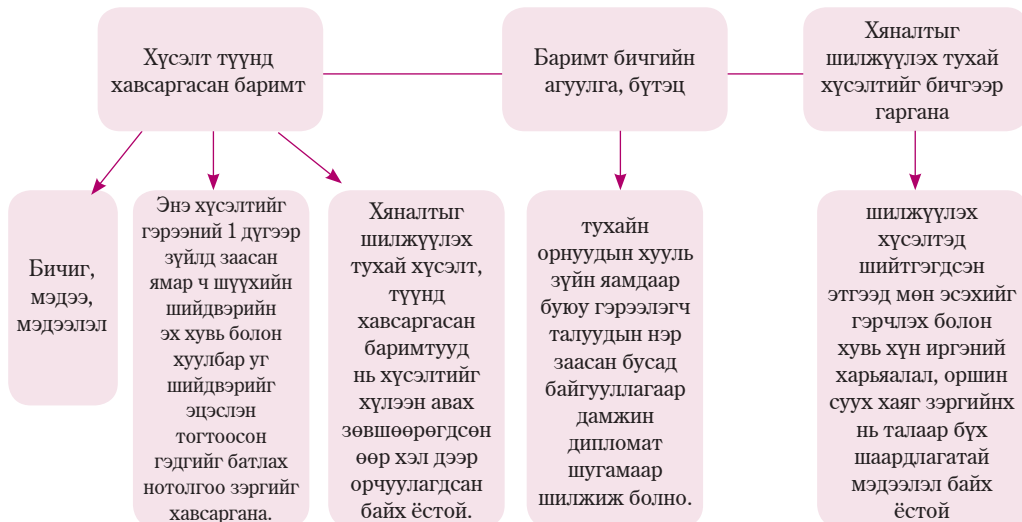 Хүсэлт түүнд
хавсаргасан баримт
Баримт бичгийн
агуулга, бүтэц
Хяналтыг
шилжүүлэх тухай
хүсэлтийг бичгээр
гаргана
Бичиг,
мэдээ,
мэдээлэл
Энэ хүсэлтийг
гэрээний 1 дүгээр
зүйлд заасан
ямар ч шүүхийн
шийдвэрийн
эх хувь болон
хуулбар уг
шийдвэрийг
эцэслэн
тогтоосон
гэдгийг батлах
нотолгоо зэргийг
хавсаргана.
Хяналтыг
шилжүүлэх
тухай хүсэлт,
түүнд
хавсаргасан
баримтууд
нь хүсэлтийг
хүлээн авах
зөвшөөрөгдсөн
өөр хэл дээр
орчуулагдсан
байх ёстой.
тухайн
орнуудын хууль
зүйн яамдаар
буюу гэрээлэгч
талуудын нэр
заасан бусад
байгууллагаар
дамжин
дипломат
шугамаар
шилжиж болно.
шилжүүлэх
хүсэлтэд
шийтгэгдсэн
этгээд мөн эсэхийг
гэрчлэх болон
хувь хүн иргэний
харьяалал, оршин
суух хаяг зэргийнх
нь талаар бүх
шаардлагатай
мэдээлэл байх
ёстой